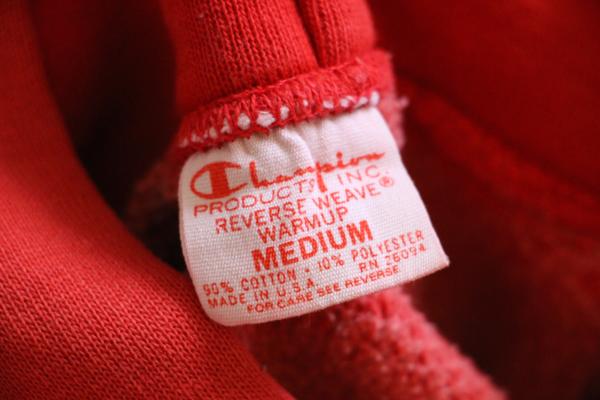 Champion
PRODUCTS INC.
REVERSE WEAVE®
WARMUP
MEDIUM
90% COTTON · 10% POLYESTER
MADE IN U.S.A. RN 26094
FOR CARE SEE REVERSE